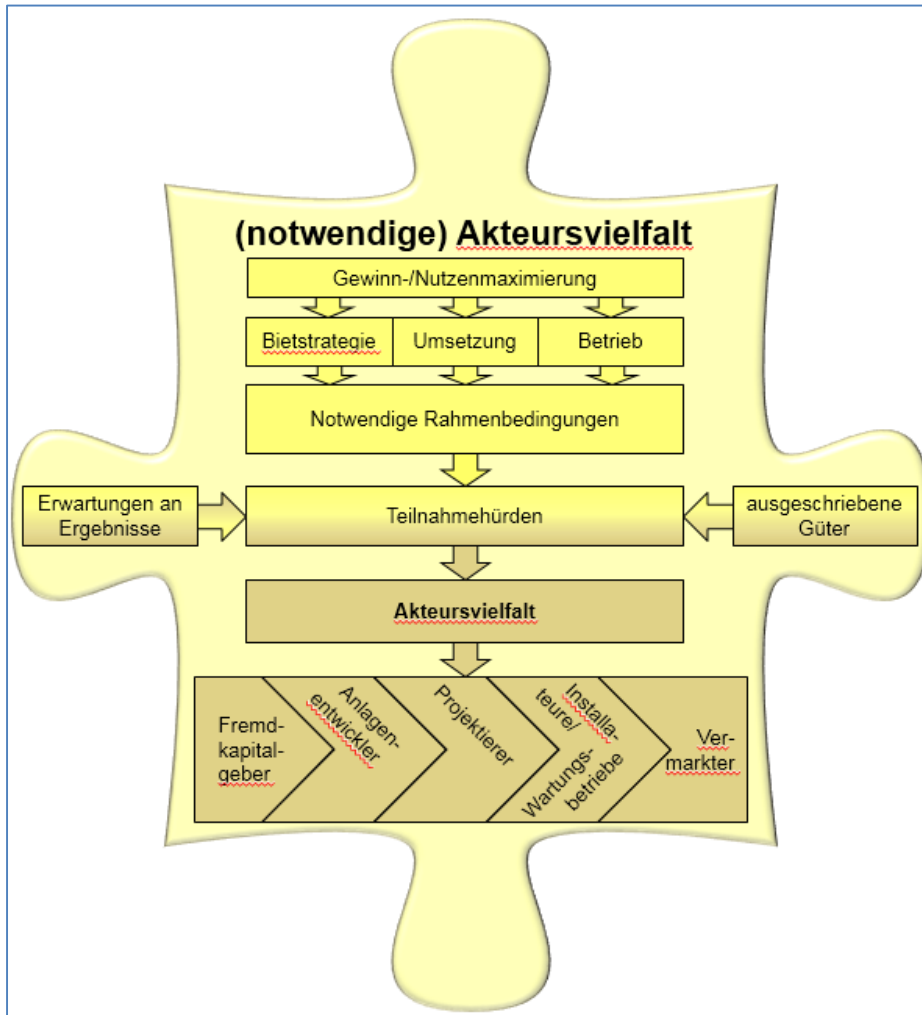 (notwendige) Akteursvielfalt
Gewinn-/Nutzenmaximierung
Bietstrategie
Umsetzung
Betrieb
Notwendige Rahmenbedingungen
Erwartungen an
Ergebnisse
Teilnahmehürden
ausgeschriebene
Güter
Akteursvielfalt
Fremd-
kapital-
geber
Anlagen-
entwickler
Projektierer
Installa-
teure/
Wartungs-
betriebe
Ver-
markter